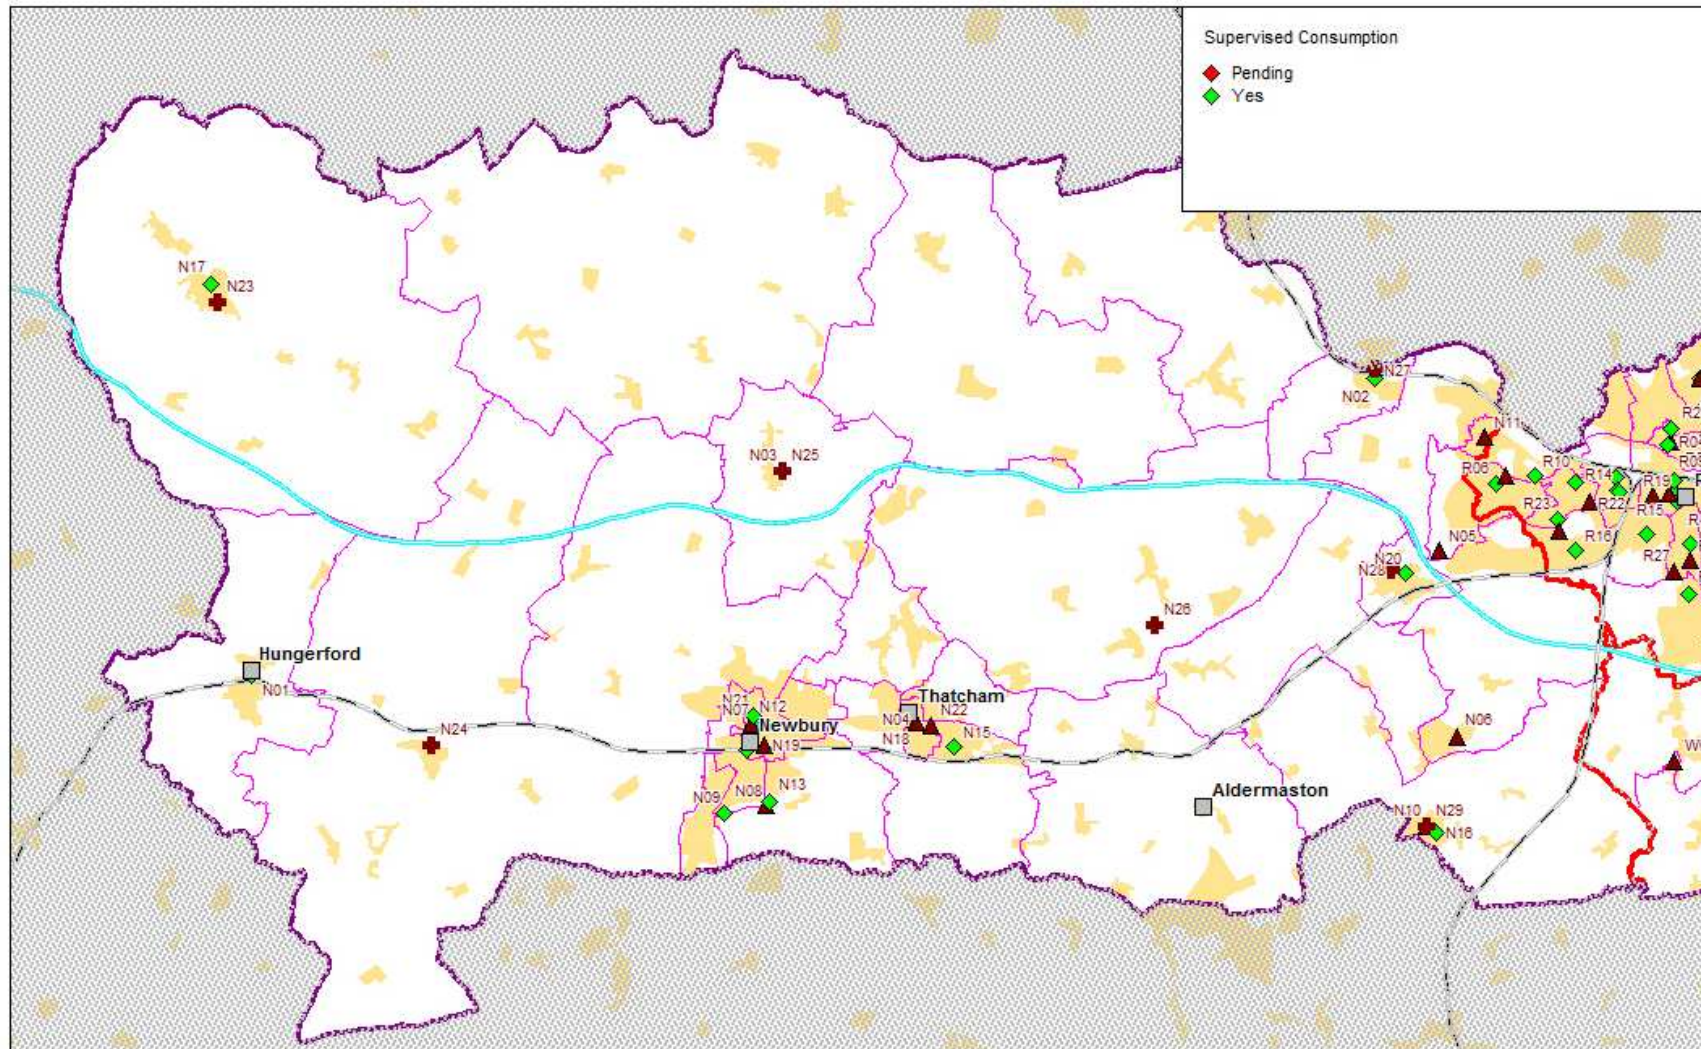 Supervised Consumption
Pending
Yes
N17
N23
N27
N02
N11
R04
N03
N25
R06
R10
R14
R19
R23
R22
R15
N05
R16
R27
N20
N28
N26
Hungerford
N01
Thatcham
N21
N07
N12
N04
N22
Newbury
N18
N15
N19
N24
N06
N09
N08
N13
Aldermaston
N10
N29
N16